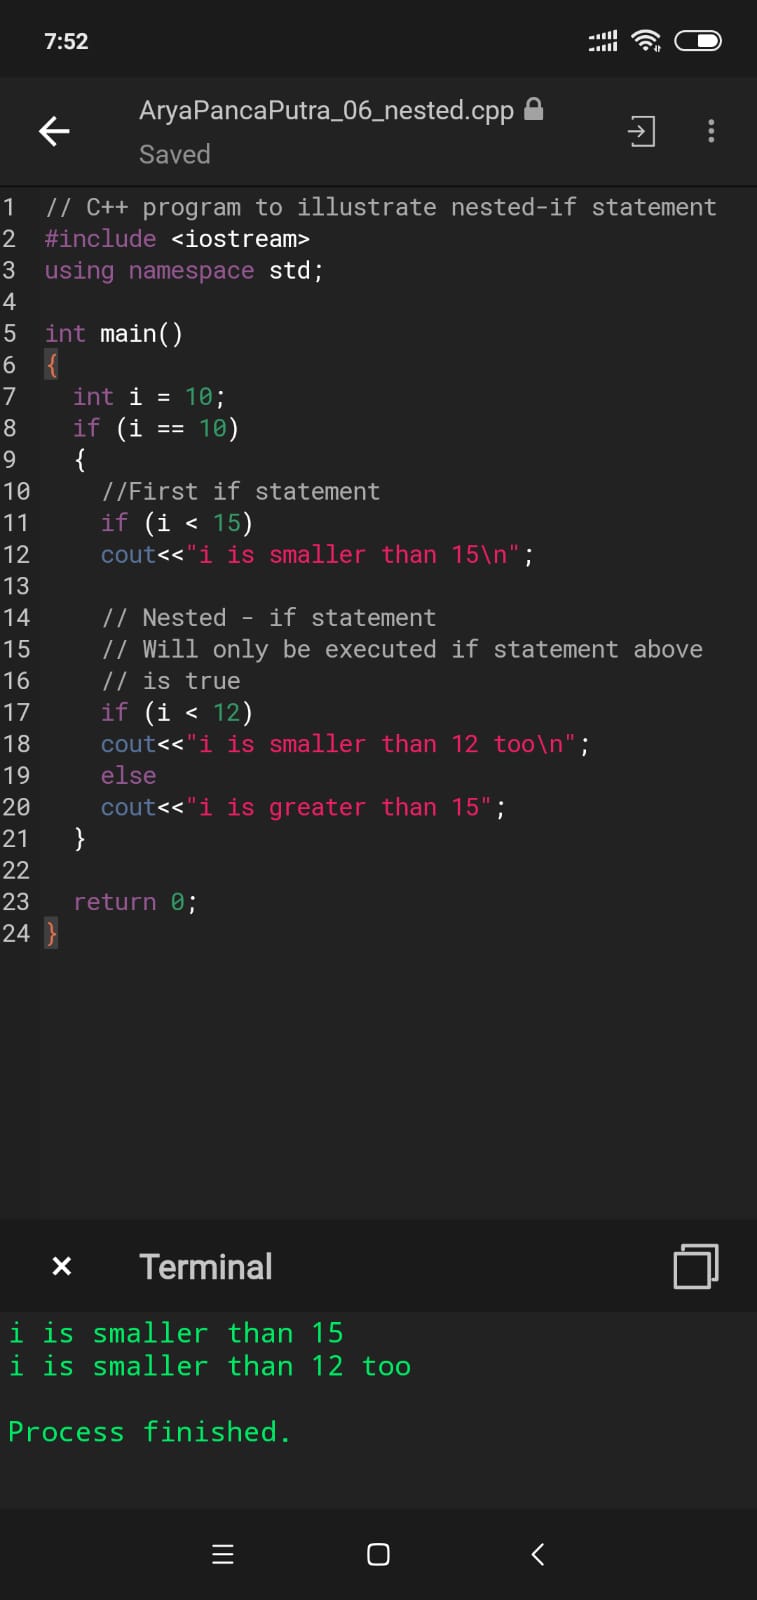 7:52
AryaPancaPutra_06_nested.cpp
Saved
1 // C++ program to illustrate nested-if statement
2 #include <iostream>
3 using namespace std;
4
5 int main()
6 {
7   int i = 10;
8   if (i == 10)
9   {
10     //First if statement
11     if (i < 15)
12     cout<<"i is smaller than 15\n";
13
14     // Nested - if statement
15     // Will only be executed if statement above
16     // is true
17     if (i < 12)
18     cout<<"i is smaller than 12 too\n";
19     else
20     cout<<"i is greater than 15";
21   }
22
23   return 0;
24 }
× Terminal
i is smaller than 15
i is smaller than 12 too
Process finished.